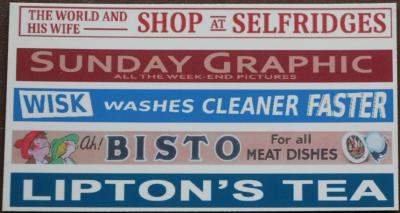 THE WORLD AND HIS WIFE — SHOP AT SELFRIDGES
SUNDAY GRAPHIC
ALL THE WEEK-END PICTURES
WISK WASHES CLEANER FASTER
Ah! BISTO For all MEAT DISHES
LIPTON'S TEA